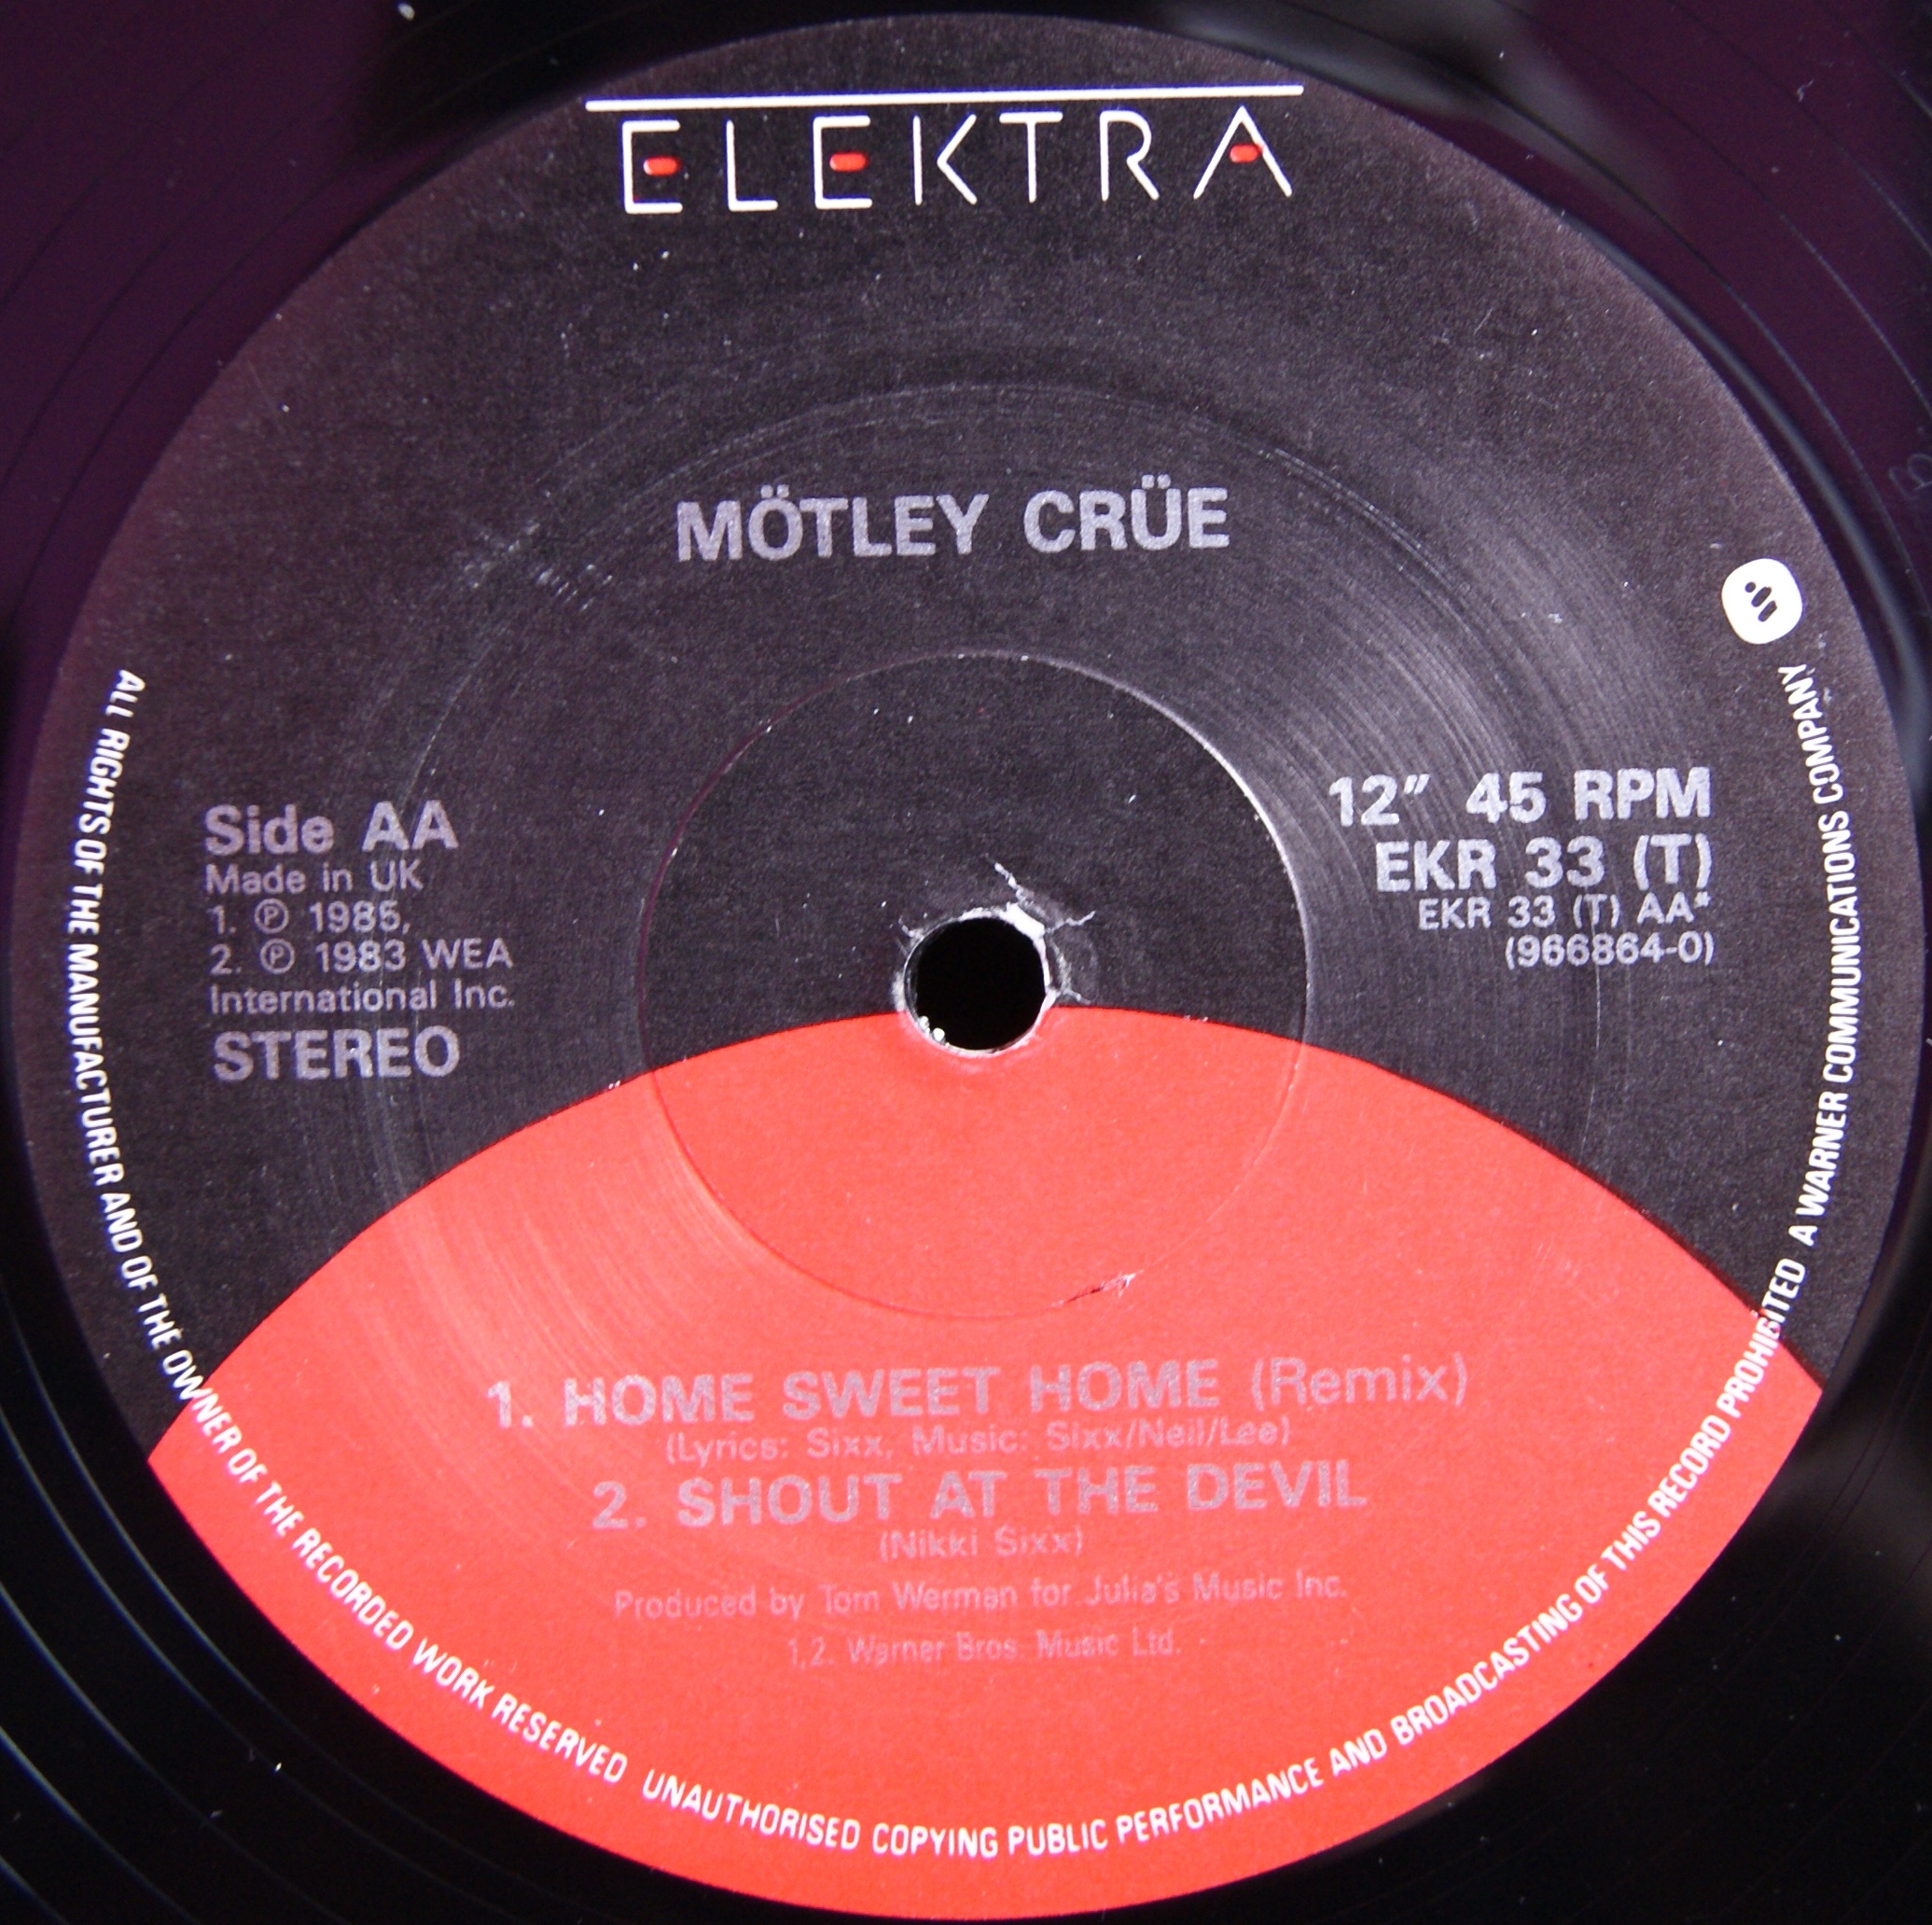 ELEKTRA
MÖTLEY CRÜE
Side AA
Made in UK
1. ℗ 1985,
2. ℗ 1983 WEA
International Inc.
STEREO
12" 45 RPM
EKR 33 (T)
EKR 33 (T) AA*
(966864-0)
1. HOME SWEET HOME (Remix)
(Lyrics: Sixx, Music: Sixx/Neil/Lee)
2. SHOUT AT THE DEVIL
(Nikki Sixx)
Produced by Tom Werman for Julia's Music Inc.
1,2. Warner Bros. Music Ltd.
ALL RIGHTS OF THE MANUFACTURER AND OF THE OWNER OF THE RECORDED WORK RESERVED UNAUTHORISED COPYING PUBLIC PERFORMANCE AND BROADCASTING OF THIS RECORD PROHIBITED A WARNER COMMUNICATIONS COMPANY